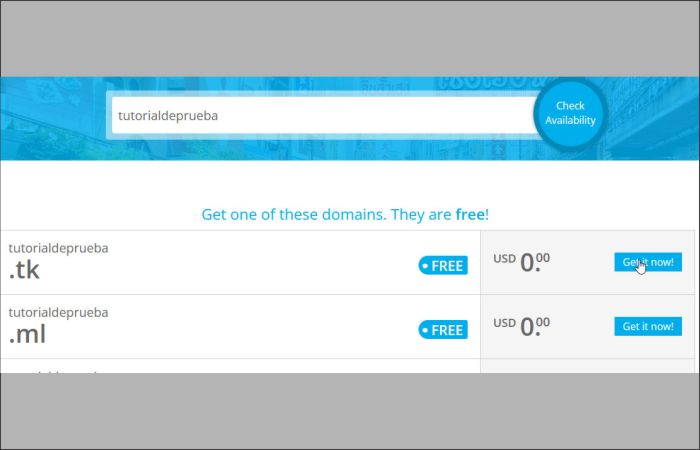 tutorialdeprueba
Check
Availability
Get one of these domains. They are free!
tutorialdeprueba
.tk
FREE
USD 0.00
Get it now!
tutorialdeprueba
.ml
FREE
USD 0.00
Get it now!